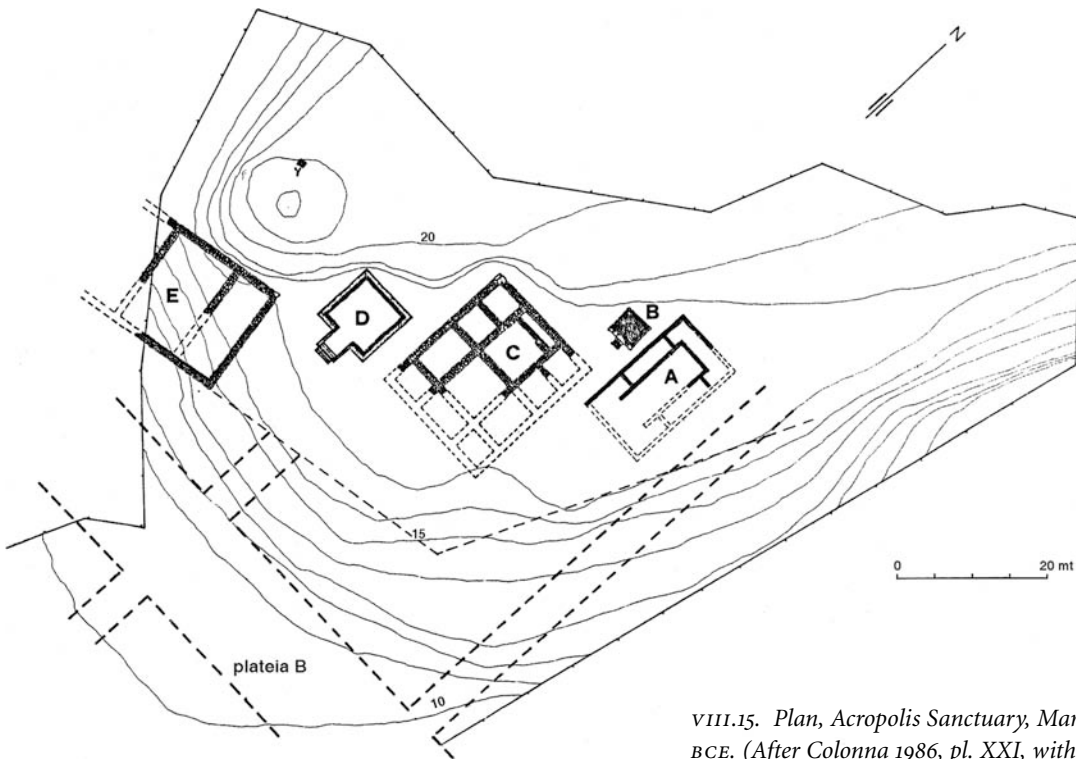 N
γ
20
E
D
B
C
A
15
0 20 mt
plateia B
10
VIII.15. Plan, Acropolis Sanctuary, Mar
BCE. (After Colonna 1986, pl. XXI, with